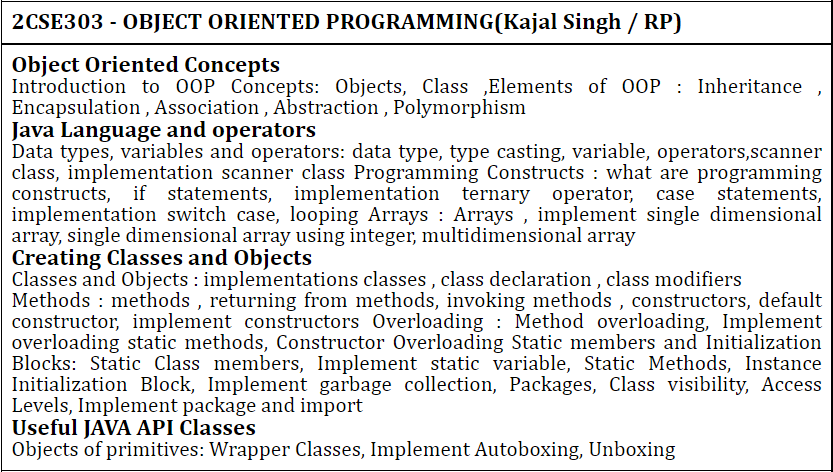 2CSE303 - OBJECT ORIENTED PROGRAMMING(Kajal Singh / RP)
Object Oriented Concepts
Introduction to OOP Concepts: Objects, Class ,Elements of OOP : Inheritance ,
Encapsulation , Association , Abstraction , Polymorphism
Java Language and operators
Data types, variables and operators: data type, type casting, variable, operators,scanner
class, implementation scanner class Programming Constructs : what are programming
constructs, if statements, implementation ternary operator, case statements,
implementation switch case, looping Arrays : Arrays , implement single dimensional
array, single dimensional array using integer, multidimensional array
Creating Classes and Objects
Classes and Objects : implementations classes , class declaration , class modifiers
Methods : methods , returning from methods, invoking methods , constructors, default
constructor, implement constructors Overloading : Method overloading, Implement
overloading static methods, Constructor Overloading Static members and Initialization
Blocks: Static Class members, Implement static variable, Static Methods, Instance
Initialization Block, Implement garbage collection, Packages, Class visibility, Access
Levels, Implement package and import
Useful JAVA API Classes
Objects of primitives: Wrapper Classes, Implement Autoboxing, Unboxing